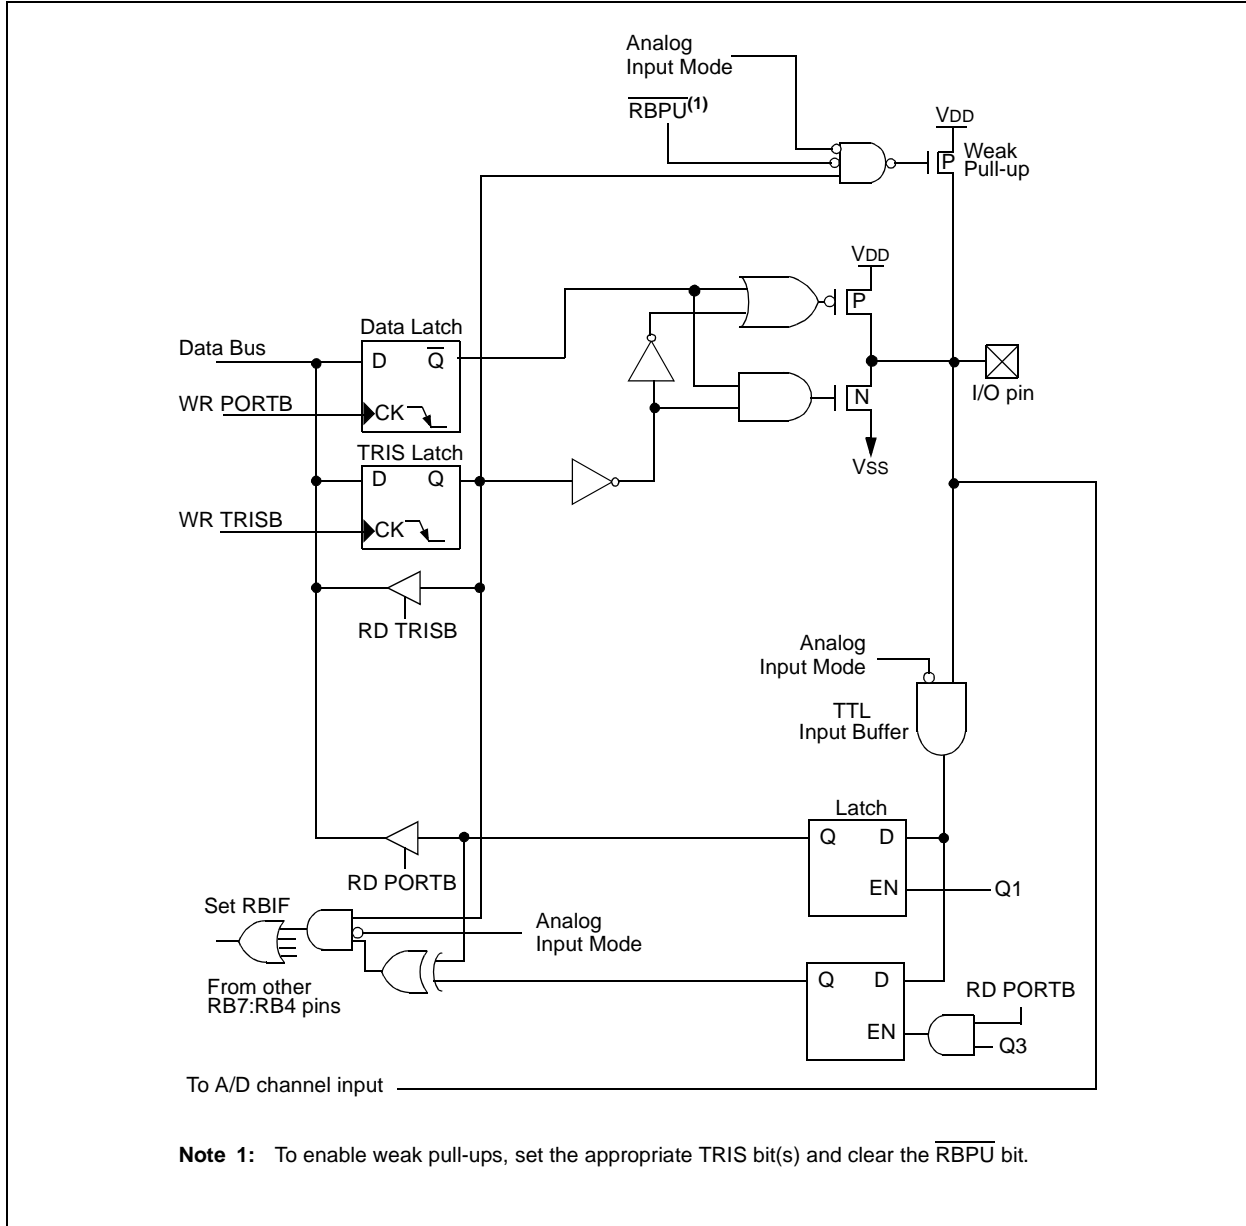 Analog
Input Mode
RBPU(1)
VDD
P
Weak
Pull-up
VDD
P
Data Latch
Data Bus
D
Q
WR PORTB
CK
I/O pin
N
VSS
TRIS Latch
D
Q
WR TRISB
CK
RD TRISB
Analog
Input Mode
TTL
Input Buffer
Latch
Q
D
EN
Q1
RD PORTB
Set RBIF
Analog
Input Mode
From other
RB7:RB4 pins
Q
D
RD PORTB
EN
Q3
To A/D channel input
Note 1: To enable weak pull-ups, set the appropriate TRIS bit(s) and clear the RBPU bit.